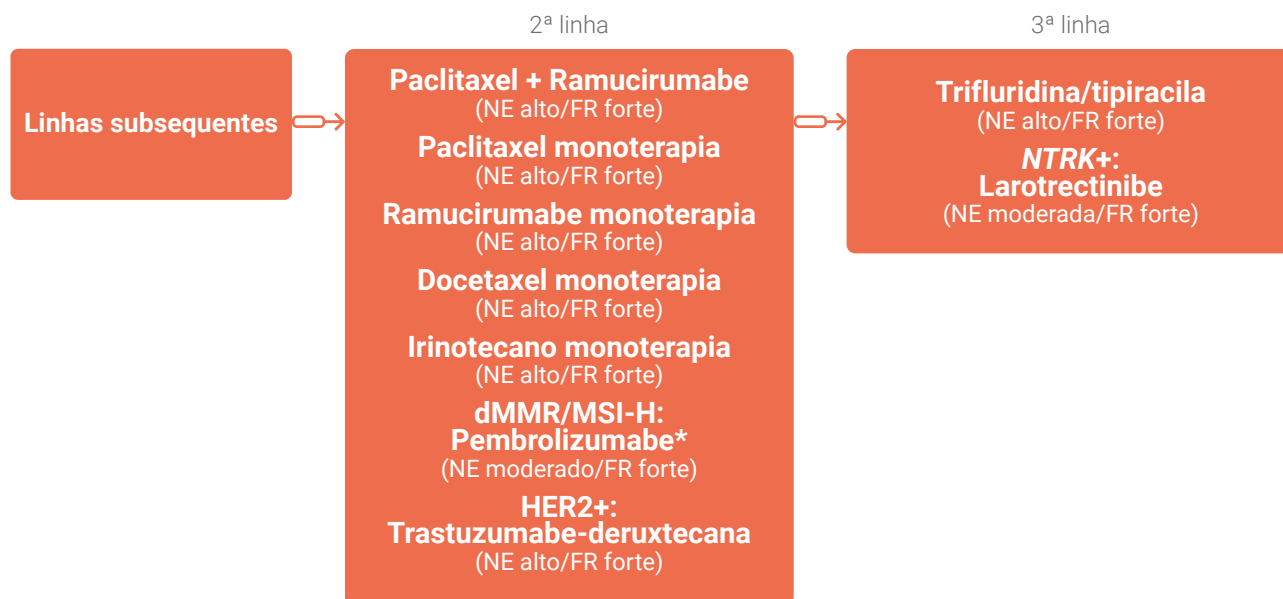 2ª linha
3ª linha
Linhas subsequentes
Paclitaxel + Ramucirumabe
(NE alto/FR forte)
Paclitaxel monoterapia
(NE alto/FR forte)
Ramucirumabe monoterapia
(NE alto/FR forte)
Docetaxel monoterapia
(NE alto/FR forte)
Irinotecano monoterapia
(NE alto/FR forte)
dMMR/MSI-H:
Pembrolizumabe*
(NE moderado/FR forte)
HER2+:
Trastuzumabe-deruxtecana
(NE alto/FR forte)
Trifluridina/tipiracila
(NE alto/FR forte)
NTRK+:
Larotrectinibe
(NE moderada/FR forte)